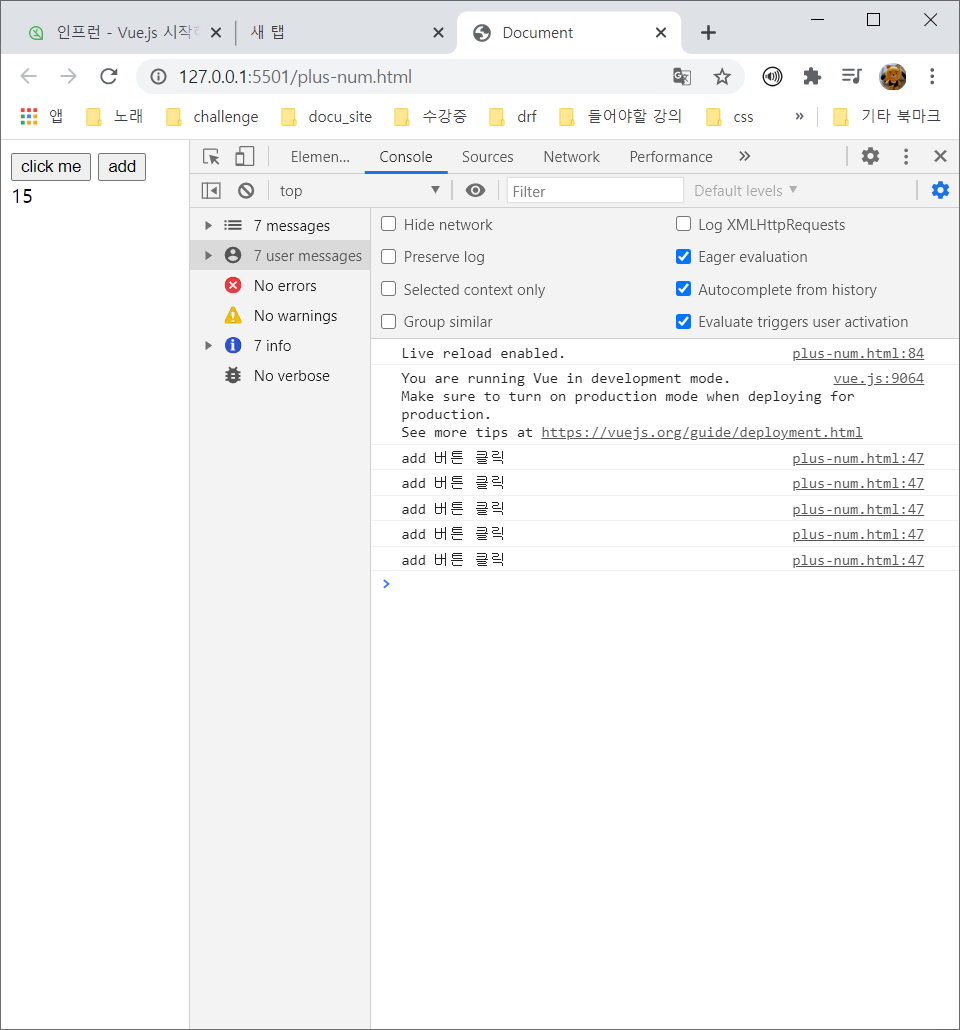 인프런 - Vue.js 시작하
새 탭
Document
127.0.0.1:5501/plus-num.html
앱
노래
challenge
docu_site
수강중
drf
들어야할 강의
css
»
기타 북마크
click me
add
15
Elemen...
Console
Sources
Network
Performance
top
Filter
Default levels
7 messages
7 user messages
No errors
No warnings
7 info
No verbose
Hide network
Log XMLHttpRequests
Preserve log
Eager evaluation
Selected context only
Autocomplete from history
Group similar
Evaluate triggers user activation
Live reload enabled. plus-num.html:84
You are running Vue in development mode. vue.js:9064
Make sure to turn on production mode when deploying for
production.
See more tips at https://vuejs.org/guide/deployment.html
add 버튼 클릭 plus-num.html:47
add 버튼 클릭 plus-num.html:47
add 버튼 클릭 plus-num.html:47
add 버튼 클릭 plus-num.html:47
add 버튼 클릭 plus-num.html:47